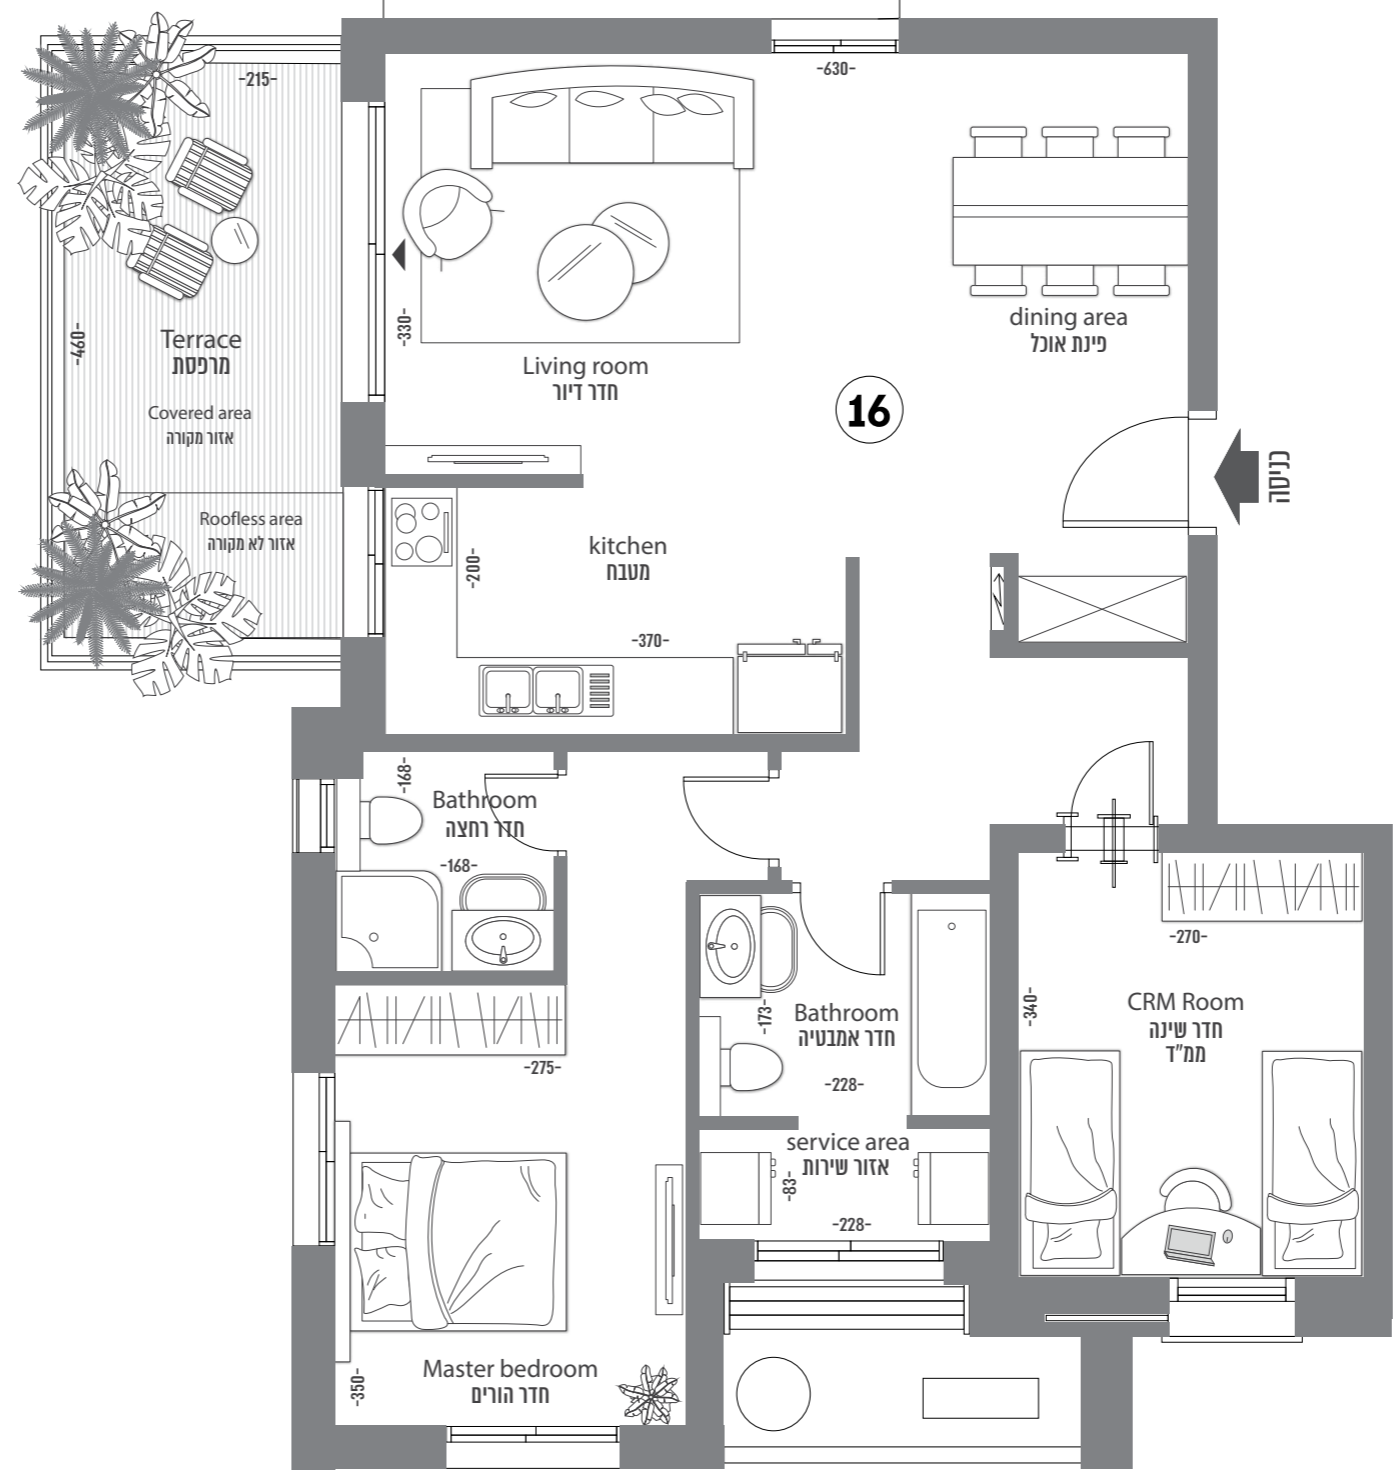 -630-
-215-
-460-
Terrace
מרפסת
Covered area
אזור מקורה
Roofless area
אזור לא מקורה
-330-
Living room
חדר דיור
dining area
פינת אוכל
16
כניסה
kitchen
מטבח
-200-
-370-
-168-
Bathroom
חדר רחצה
-168-
-275-
-173-
Bathroom
חדר אמבטיה
-228-
service area
אזור שירות
-83-
-228-
-270-
-340-
CRM Room
חדר שינה
ממ"ד
Master bedroom
חדר הורים
-350-